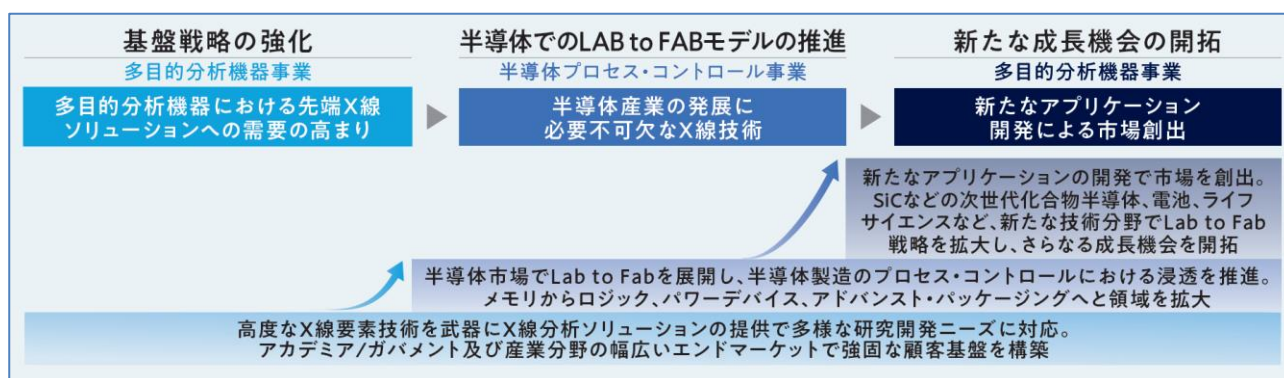 基盤戦略の強化
多目的分析機器事業
多目的分析機器における先端X線
ソリューションへの需要の高まり
半導体でのLAB to FABモデルの推進
半導体プロセス・コントロール事業
半導体産業の発展に
必要不可欠なX線技術
新たな成長機会の開拓
多目的分析機器事業
新たなアプリケーション
開発による市場創出
新たなアプリケーションの開発で市場を創出。
SiCなどの次世代化合物半導体、電池、ライフ
サイエンスなど、新たな技術分野でLab to Fab
戦略を拡大し、さらなる成長機会を開拓
半導体市場でLab to Fabを展開し、半導体製造のプロセス・コントロールにおける浸透を推進。
メモリからロジック、パワーデバイス、アドバンスト・パッケージングへと領域を拡大
高度なX線要素技術を武器にX線分析ソリューションの提供で多様な研究開発ニーズに対応。
アカデミア/ガバメント及び産業分野の幅広いエンドマーケットで強固な顧客基盤を構築